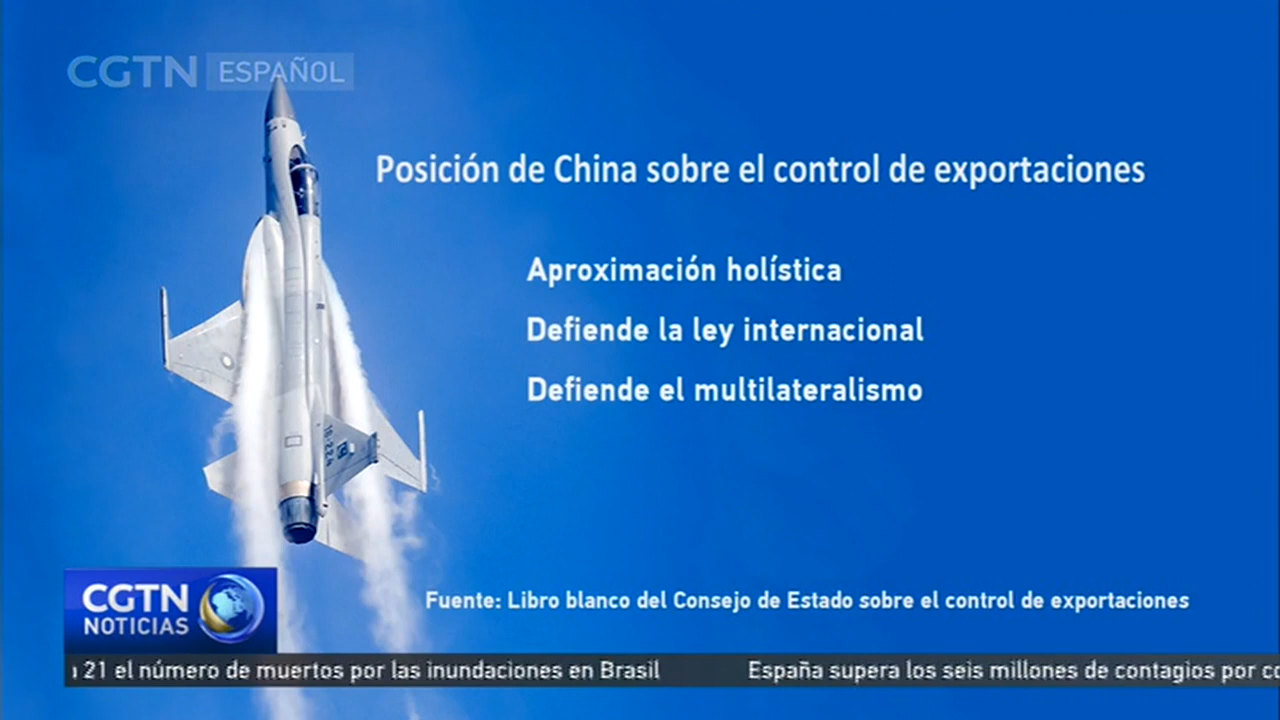 CGTN ESPAÑOL
Posición de China sobre el control de exportaciones
Aproximación holística
Defiende la ley internacional
Defiende el multilateralismo
16-224
Fuente: Libro blanco del Consejo de Estado sobre el control de exportaciones
CGTN
NOTICIAS
21 el número de muertos por las inundaciones en Brasil España supera los seis millones de contagios por